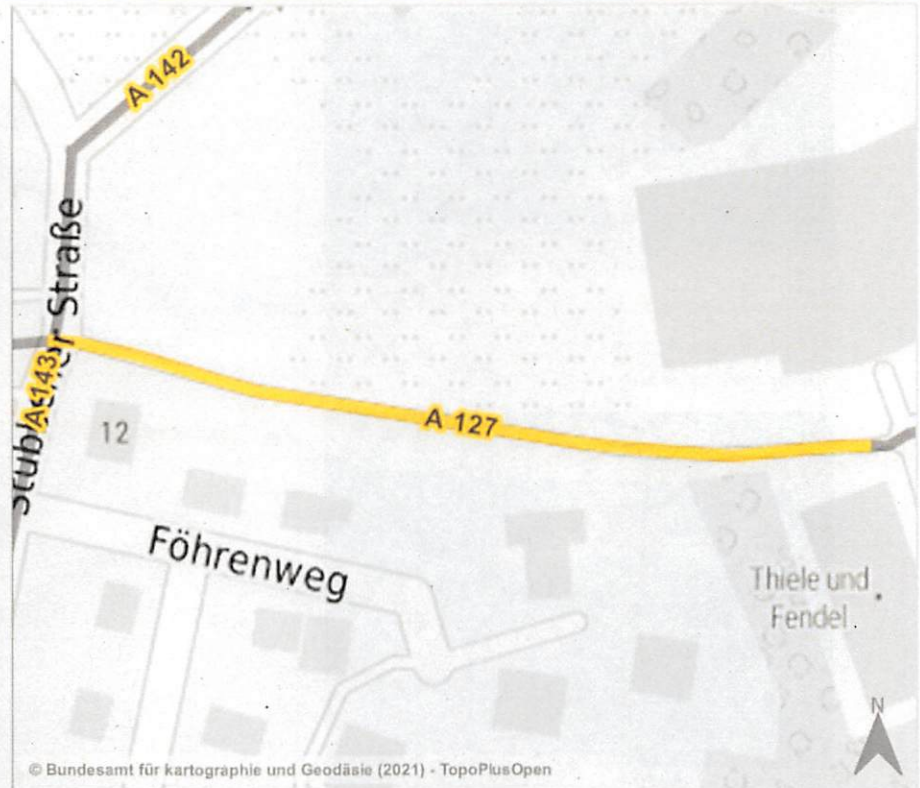 A 142
Straße
A 143
A 127
12
Föhrenweg
Thiele und
Fendel
N
© Bundesamt für kartographie und Geodäsie (2021) - TopoPlusOpen